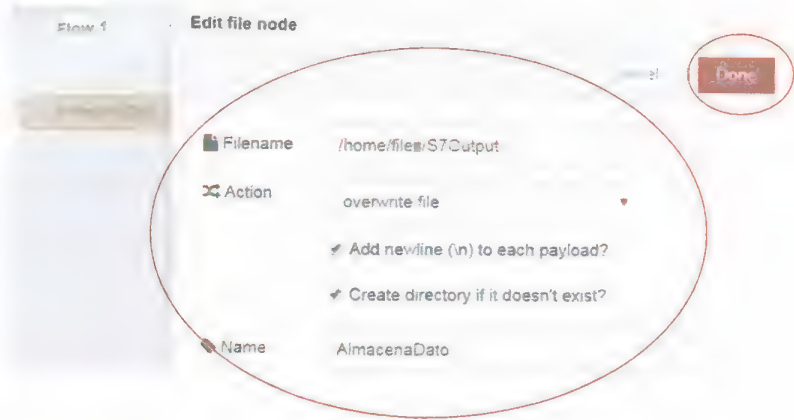 Flow 1
Edit file node
Done
Filename
/home/files/S7Output
Action
overwrite file
Add newline (\n) to each payload?
Create directory if it doesn't exist?
Name
AlmacenaDato